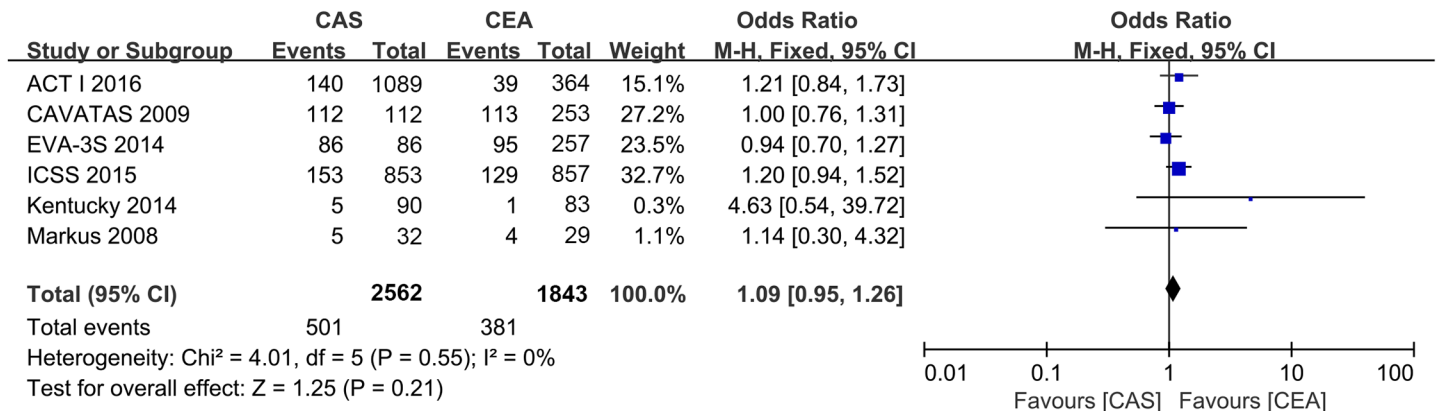 CAS CEA Odds Ratio Odds Ratio
Study or Subgroup Events Total Events Total Weight M-H, Fixed, 95% CI M-H, Fixed, 95% CI
ACT I 2016 140 1089 39 364 15.1% 1.21 [0.84, 1.73]
CAVATAS 2009 112 112 113 253 27.2% 1.00 [0.76, 1.31]
EVA-3S 2014 86 86 95 257 23.5% 0.94 [0.70, 1.27]
ICSS 2015 153 853 129 857 32.7% 1.20 [0.94, 1.52]
Kentucky 2014 5 90 1 83 0.3% 4.63 [0.54, 39.72]
Markus 2008 5 32 4 29 1.1% 1.14 [0.30, 4.32]
Total (95% CI) 2562 1843 100.0% 1.09 [0.95, 1.26]
Total events 501 381
Heterogeneity: Chi² = 4.01, df = 5 (P = 0.55); I² = 0%
Test for overall effect: Z = 1.25 (P = 0.21)
0.01 0.1 1 10 100
Favours [CAS] Favours [CEA]